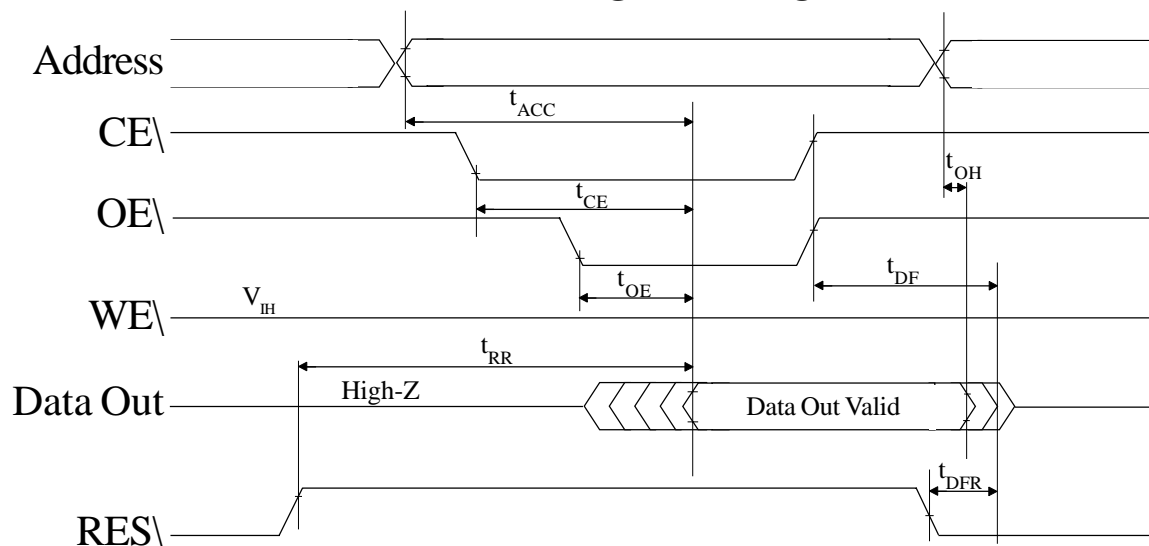 Address
t_ACC
CE\
t_OH
t_CE
OE\
t_DF
t_OE
V_IH
WE\
t_RR
High-Z
Data Out
Data Out Valid
t_DFR
RES\